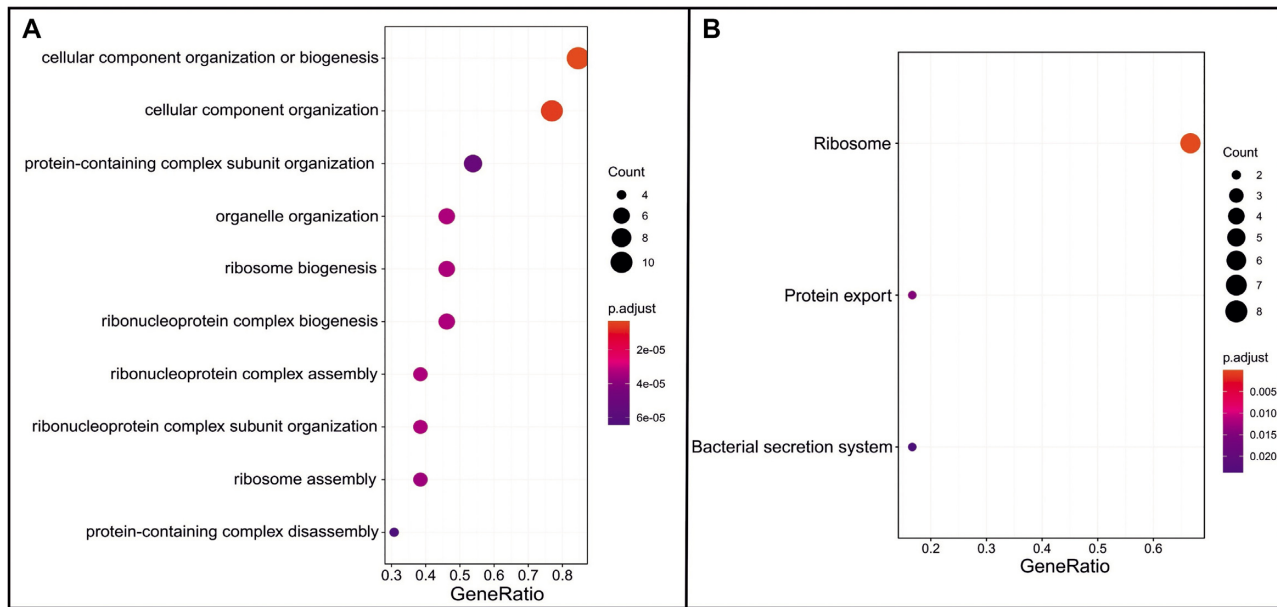 A
cellular component organization or biogenesis
cellular component organization
protein-containing complex subunit organization
organelle organization
ribosome biogenesis
ribonucleoprotein complex biogenesis
ribonucleoprotein complex assembly
ribonucleoprotein complex subunit organization
ribosome assembly
protein-containing complex disassembly
0.3 0.4 0.5 0.6 0.7 0.8
GeneRatio
Count
4
6
8
10
p.adjust
2e-05
4e-05
6e-05
B
Ribosome
Protein export
Bacterial secretion system
0.2 0.3 0.4 0.5 0.6
GeneRatio
Count
2
3
4
5
6
7
8
p.adjust
0.005
0.010
0.015
0.020